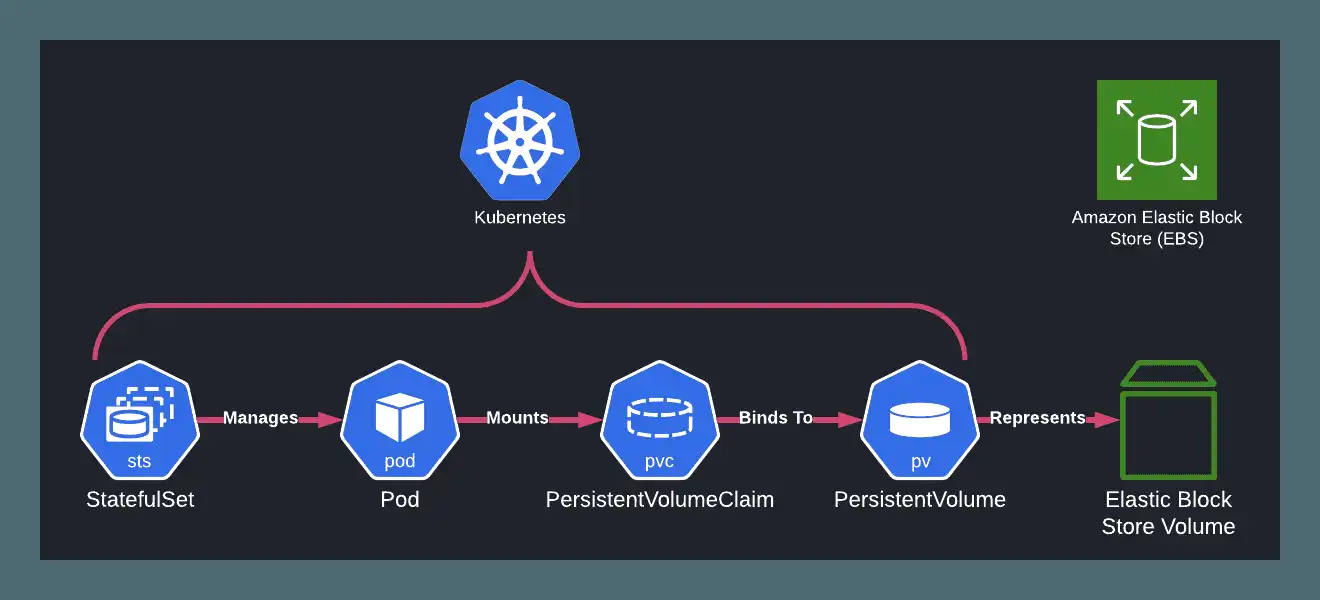 Kubernetes
Amazon Elastic Block
Store (EBS)
Manages
Mounts
Binds To
Represents
sts
pod
pvc
pv
StatefulSet
Pod
PersistentVolumeClaim
PersistentVolume
Elastic Block
Store Volume